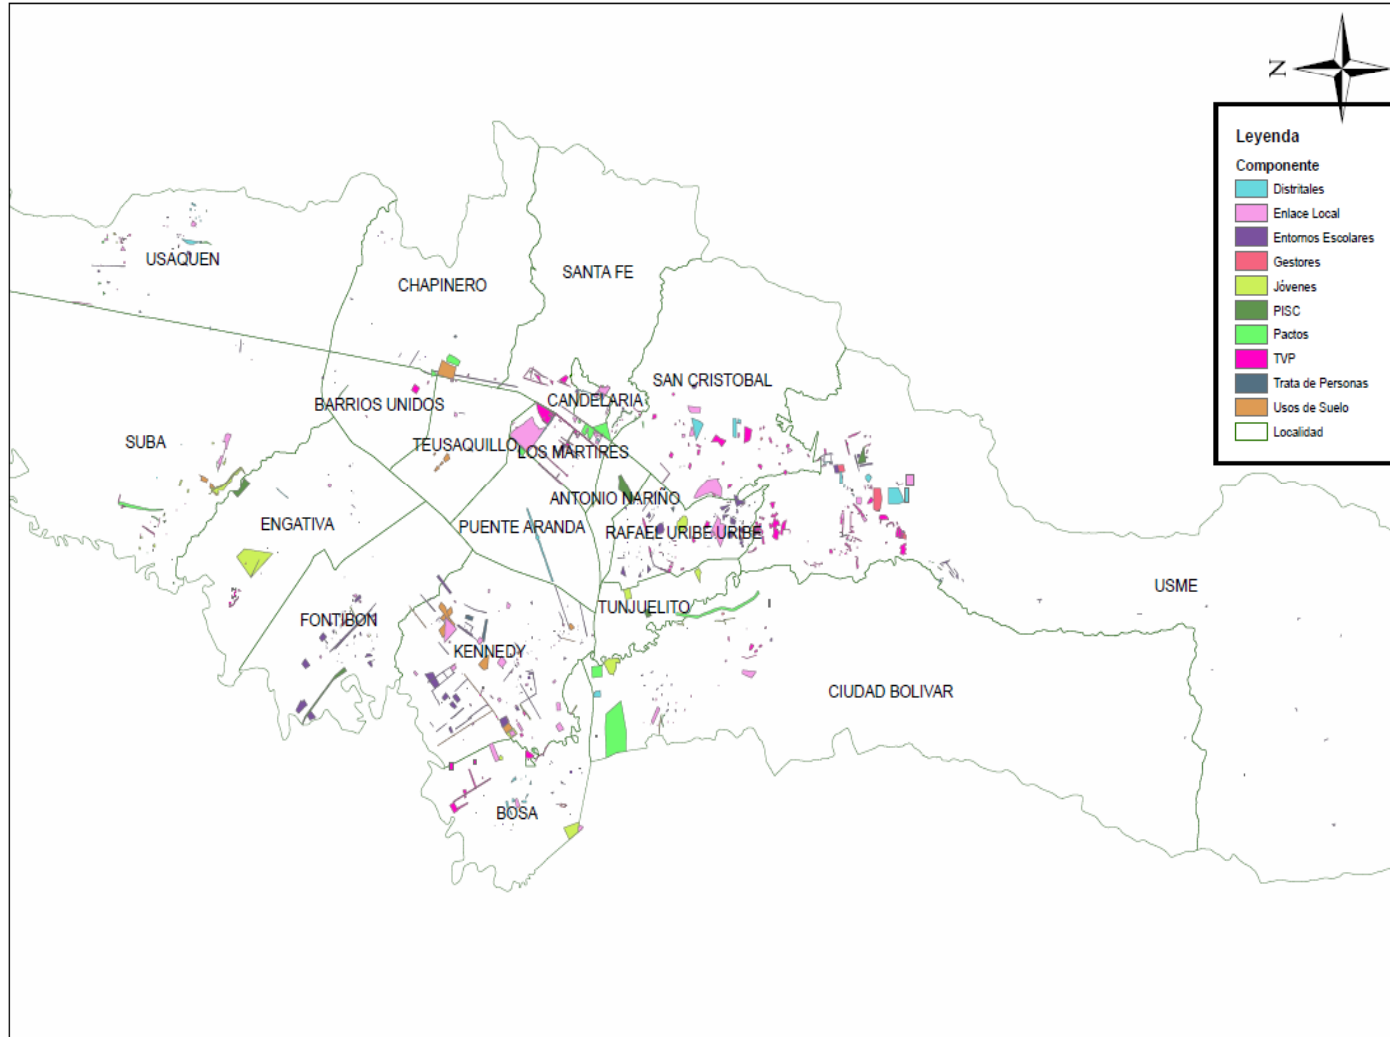 N
Leyenda
Componente
Distritales
Enlace Local
Entornos Escolares
Gestores
Jóvenes
PISC
Pactos
TVP
Trata de Personas
Usos de Suelo
Localidad
USAQUEN
CHAPINERO
SANTA FE
SAN CRISTOBAL
CANDELARIA
BARRIOS UNIDOS
SUBA
TEUSAQUILLO
LOS MARTIRES
ANTONIO NARIÑO
ENGATIVA
PUENTE ARANDA
RAFAEL URIBE URIBE
USME
TUNJUELITO
FONTIBON
KENNEDY
CIUDAD BOLIVAR
BOSA